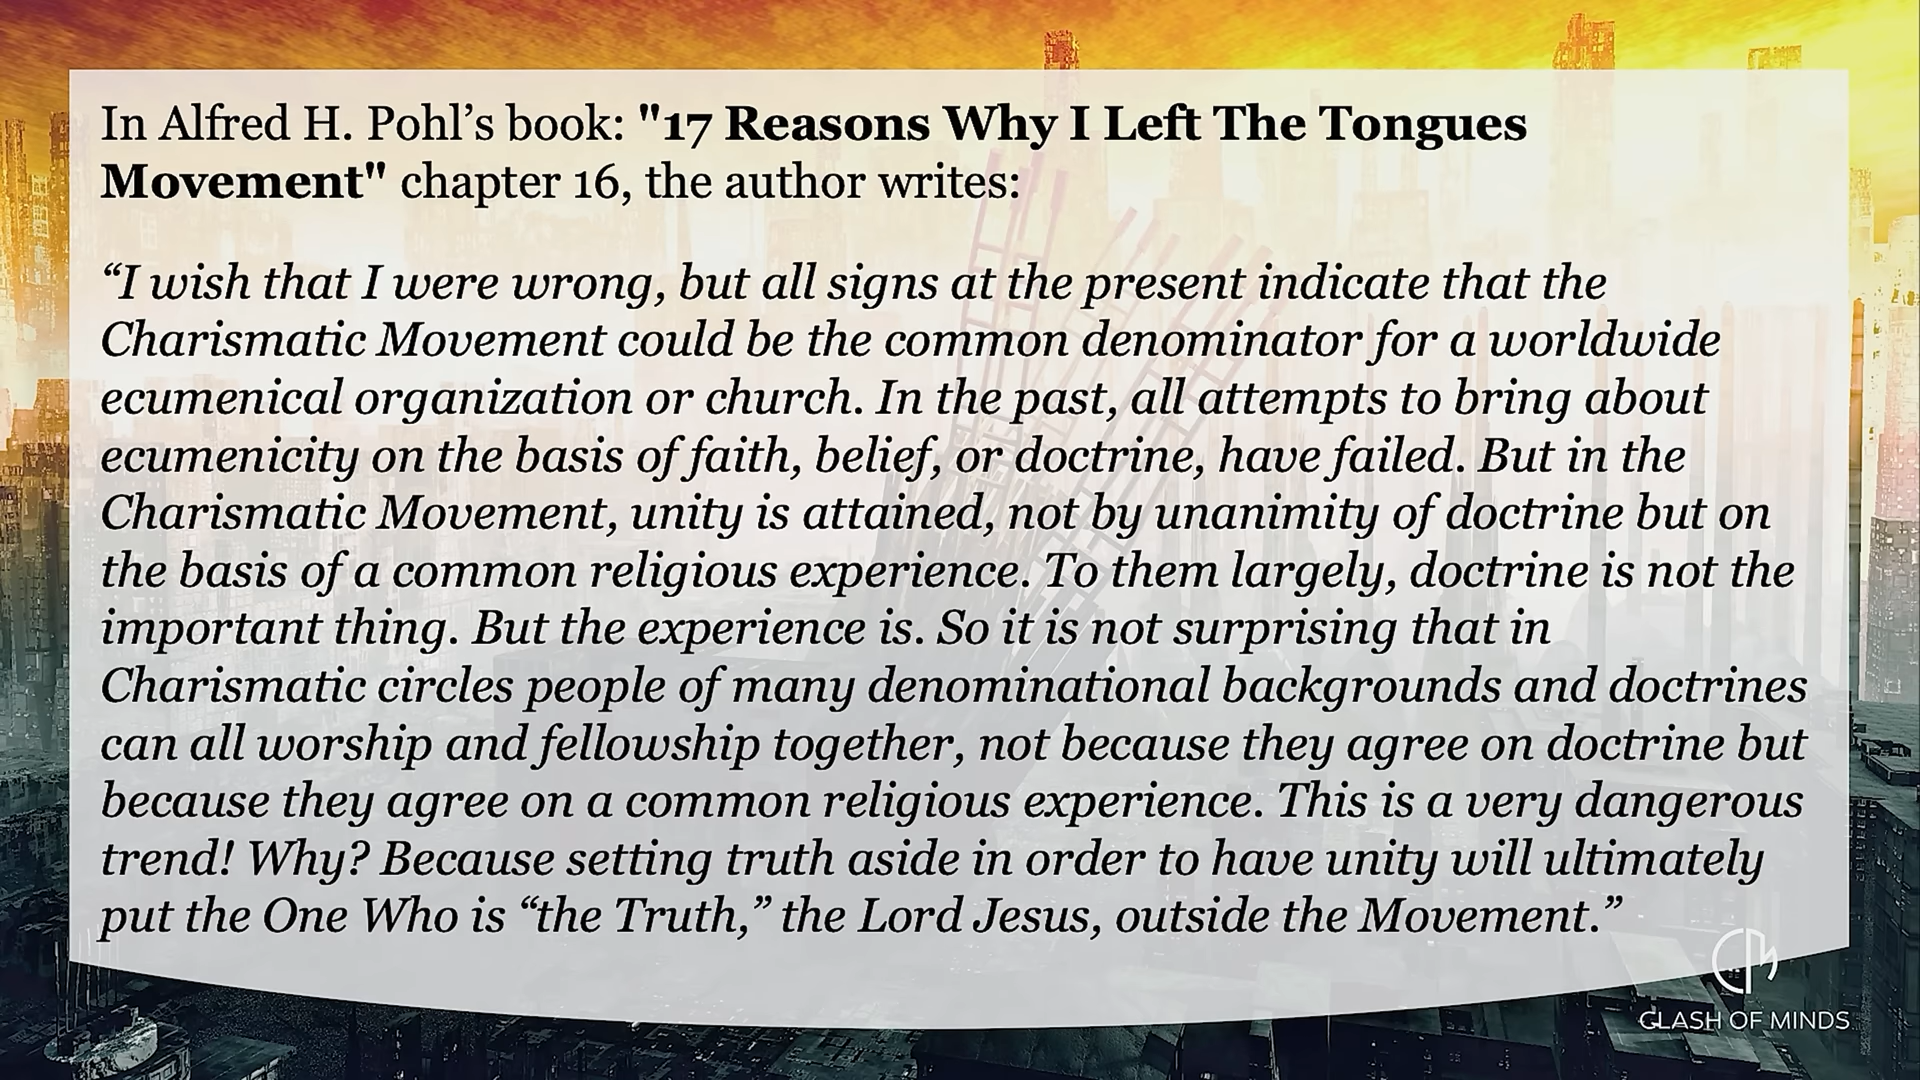 In Alfred H. Pohl’s book: "17 Reasons Why I Left The Tongues
Movement" chapter 16, the author writes:
“I wish that I were wrong, but all signs at the present indicate that the
Charismatic Movement could be the common denominator for a worldwide
ecumenical organization or church. In the past, all attempts to bring about
ecumenicity on the basis of faith, belief, or doctrine, have failed. But in the
Charismatic Movement, unity is attained, not by unanimity of doctrine but on
the basis of a common religious experience. To them largely, doctrine is not the
important thing. But the experience is. So it is not surprising that in
Charismatic circles people of many denominational backgrounds and doctrines
can all worship and fellowship together, not because they agree on doctrine but
because they agree on a common religious experience. This is a very dangerous
trend! Why? Because setting truth aside in order to have unity will ultimately
put the One Who is “the Truth,” the Lord Jesus, outside the Movement.”
CLASH OF MINDS